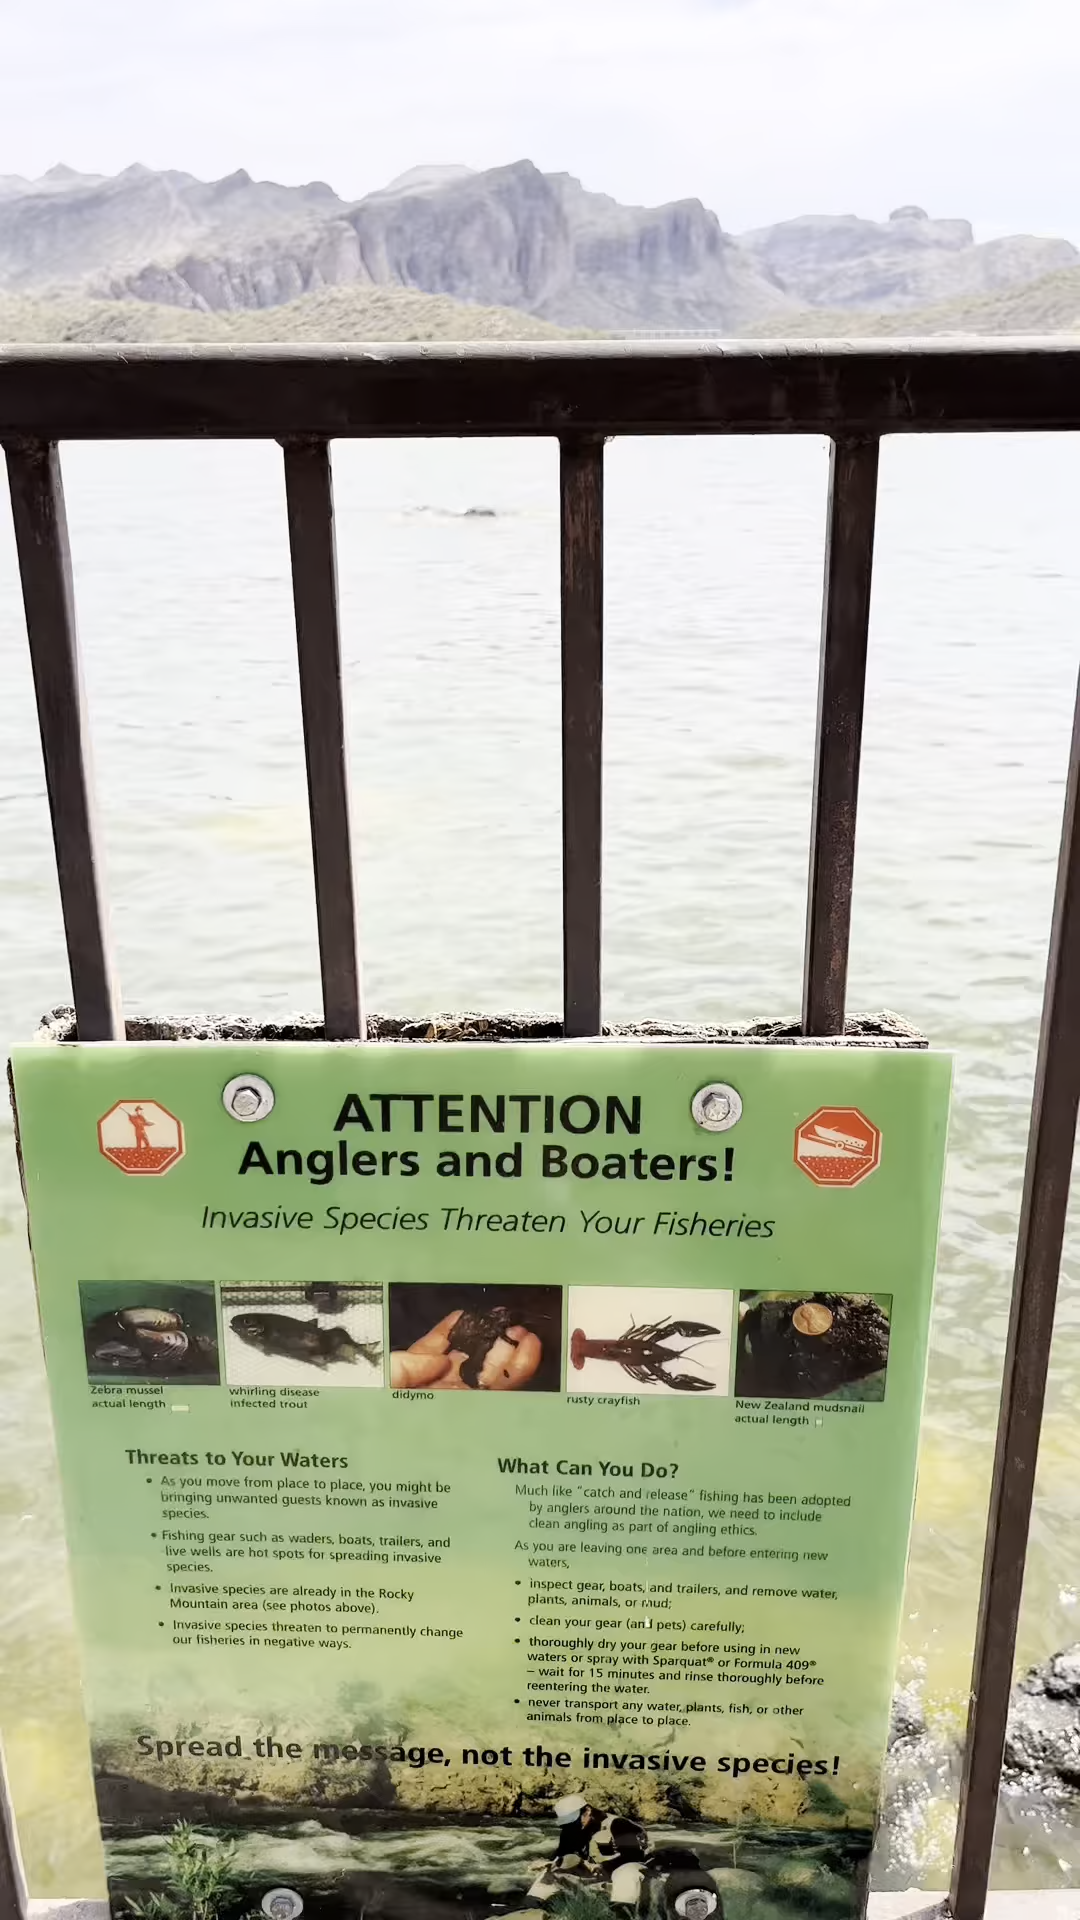 ATTENTION
Anglers and Boaters!
Invasive Species Threaten Your Fisheries
Zebra mussel
actual length
whirling disease
infected trout
didymo
rusty crayfish
New Zealand mudsnail
actual length
Threats to Your Waters
• As you move from place to place, you might be
bringing unwanted guests known as invasive
species.
• Fishing gear such as waders, boats, trailers, and
live wells are hot spots for spreading invasive
species.
• Invasive species are already in the Rocky
Mountain area (see photos above).
• Invasive species threaten to permanently change
our fisheries in negative ways.
What Can You Do?
Much like "catch and release" fishing has been adopted
by anglers around the nation, we need to include
clean angling as part of angling ethics.
As you are leaving one area and before entering new
waters,
• inspect gear, boats, and trailers, and remove water,
plants, animals, or mud;
• clean your gear (and pets) carefully;
• thoroughly dry your gear before using in new
waters or spray with Sparquat® or Formula 409®
– wait for 15 minutes and rinse thoroughly before
reentering the water.
• never transport any water, plants, fish, or other
animals from place to place.
Spread the message, not the invasive species!